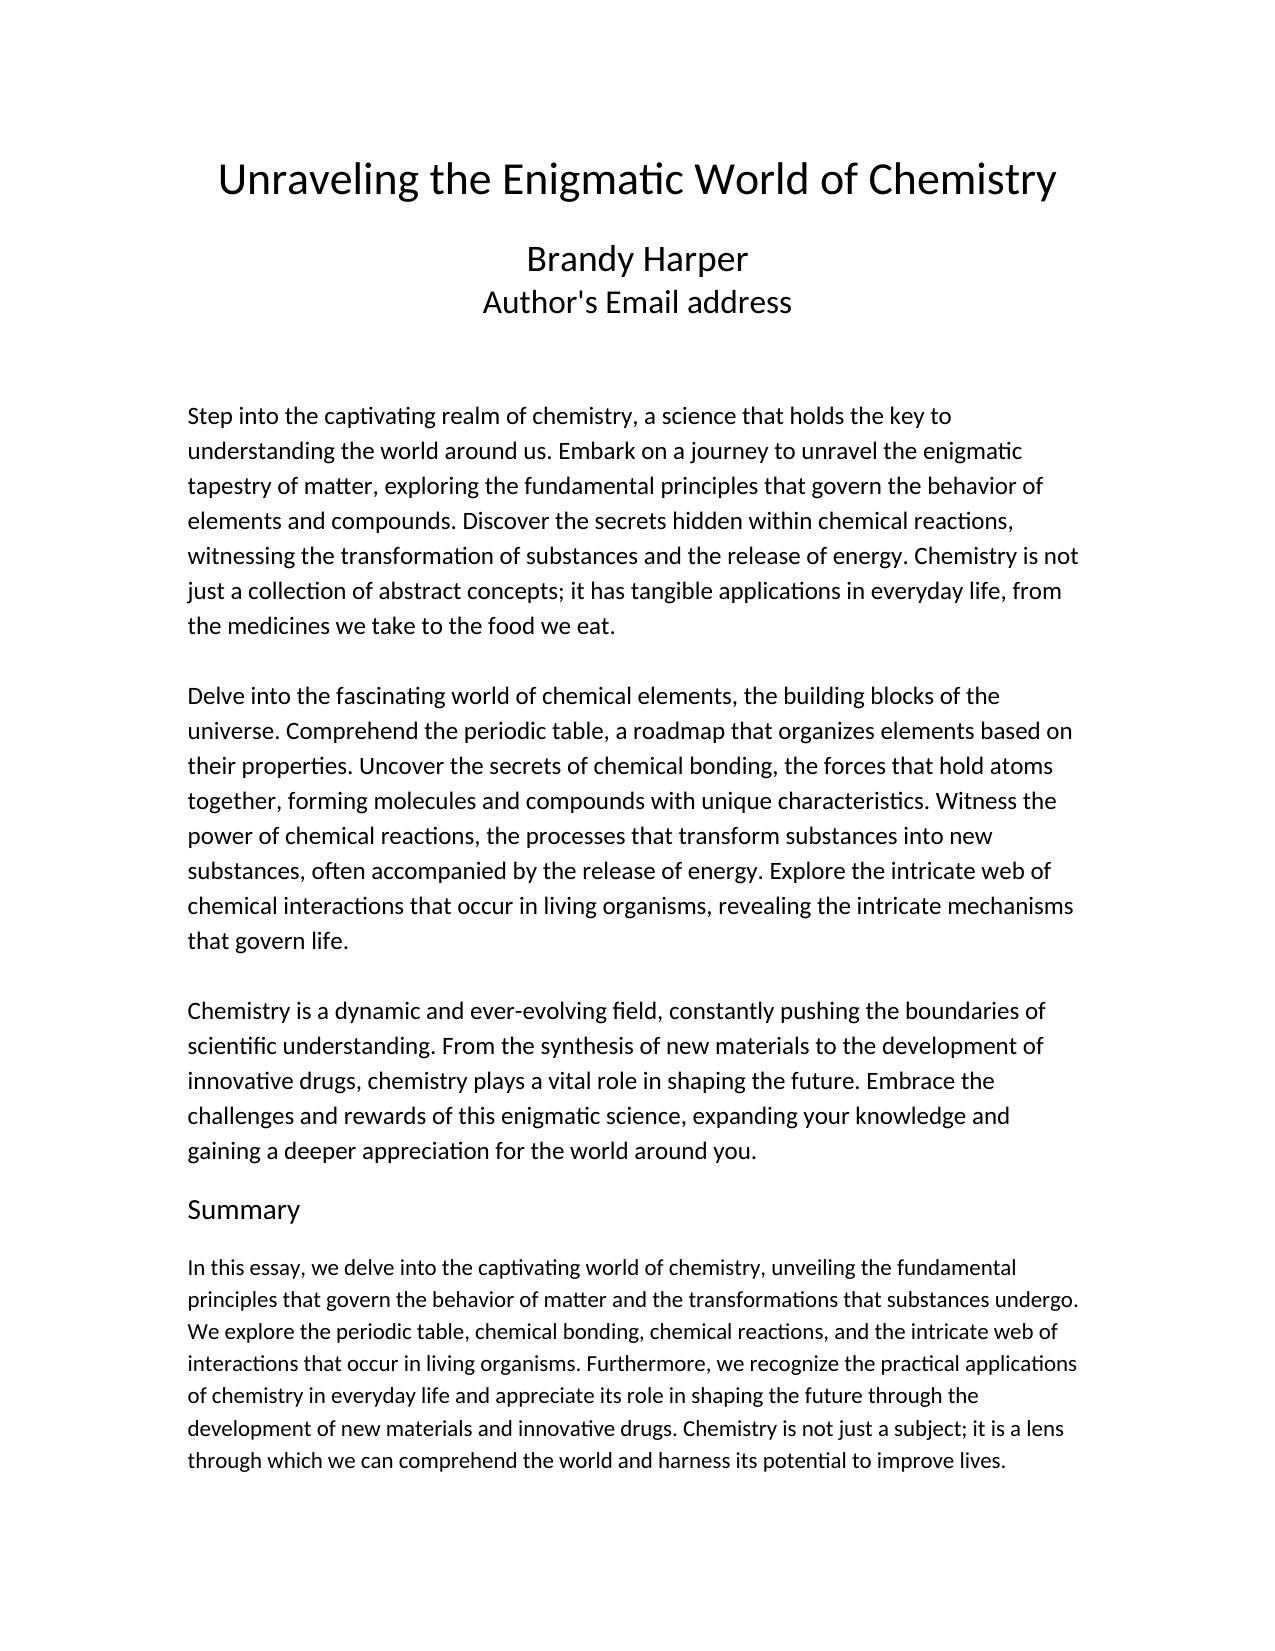 Unraveling the Enigmatic World of Chemistry
Brandy Harper
Author's Email address
Step into the captivating realm of chemistry, a science that holds the key to
understanding the world around us. Embark on a journey to unravel the enigmatic
tapestry of matter, exploring the fundamental principles that govern the behavior of
elements and compounds. Discover the secrets hidden within chemical reactions,
witnessing the transformation of substances and the release of energy. Chemistry is not
just a collection of abstract concepts; it has tangible applications in everyday life, from
the medicines we take to the food we eat.
Delve into the fascinating world of chemical elements, the building blocks of the
universe. Comprehend the periodic table, a roadmap that organizes elements based on
their properties. Uncover the secrets of chemical bonding, the forces that hold atoms
together, forming molecules and compounds with unique characteristics. Witness the
power of chemical reactions, the processes that transform substances into new
substances, often accompanied by the release of energy. Explore the intricate web of
chemical interactions that occur in living organisms, revealing the intricate mechanisms
that govern life.
Chemistry is a dynamic and ever-evolving field, constantly pushing the boundaries of
scientific understanding. From the synthesis of new materials to the development of
innovative drugs, chemistry plays a vital role in shaping the future. Embrace the
challenges and rewards of this enigmatic science, expanding your knowledge and
gaining a deeper appreciation for the world around you.
Summary
In this essay, we delve into the captivating world of chemistry, unveiling the fundamental
principles that govern the behavior of matter and the transformations that substances undergo.
We explore the periodic table, chemical bonding, chemical reactions, and the intricate web of
interactions that occur in living organisms. Furthermore, we recognize the practical applications
of chemistry in everyday life and appreciate its role in shaping the future through the
development of new materials and innovative drugs. Chemistry is not just a subject; it is a lens
through which we can comprehend the world and harness its potential to improve lives.